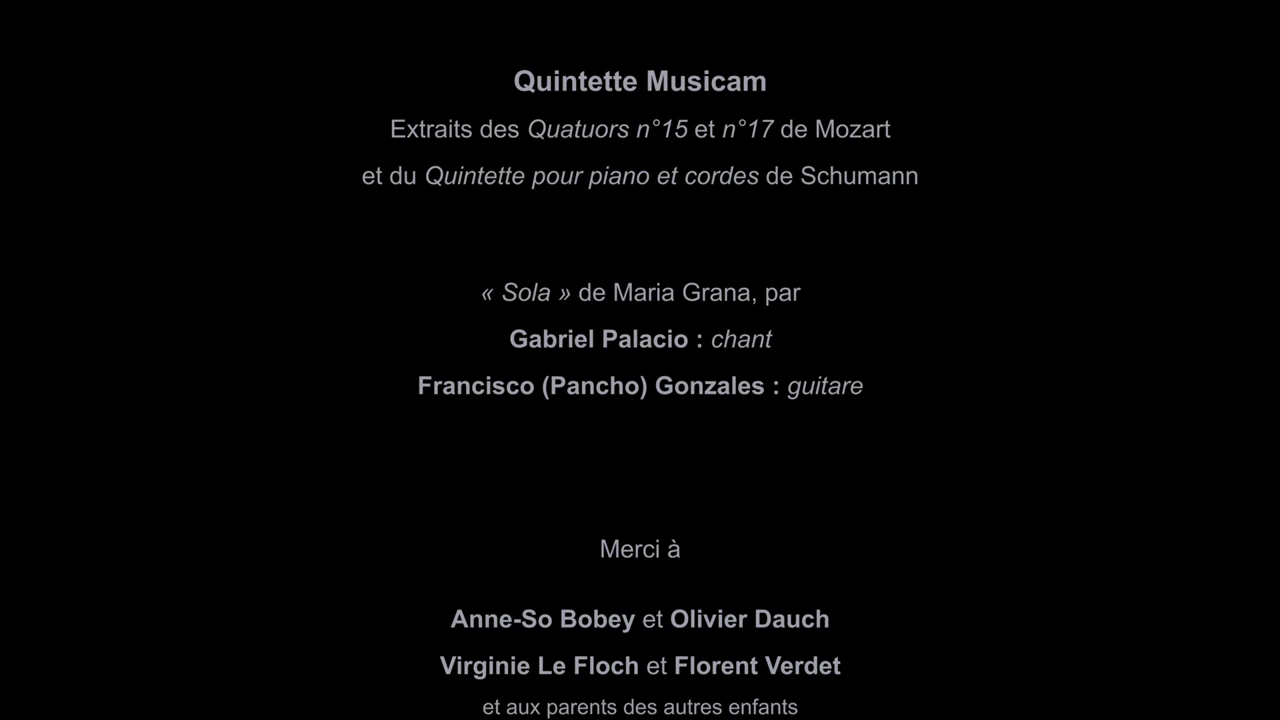 Quintette Musicam
Extraits des Quatuors n°15 et n°17 de Mozart
et du Quintette pour piano et cordes de Schumann
« Sola » de Maria Grana, par
Gabriel Palacio : chant
Francisco (Pancho) Gonzales : guitare
Merci à
Anne-So Bobey et Olivier Dauch
Virginie Le Floch et Florent Verdet
et aux parents des autres enfants